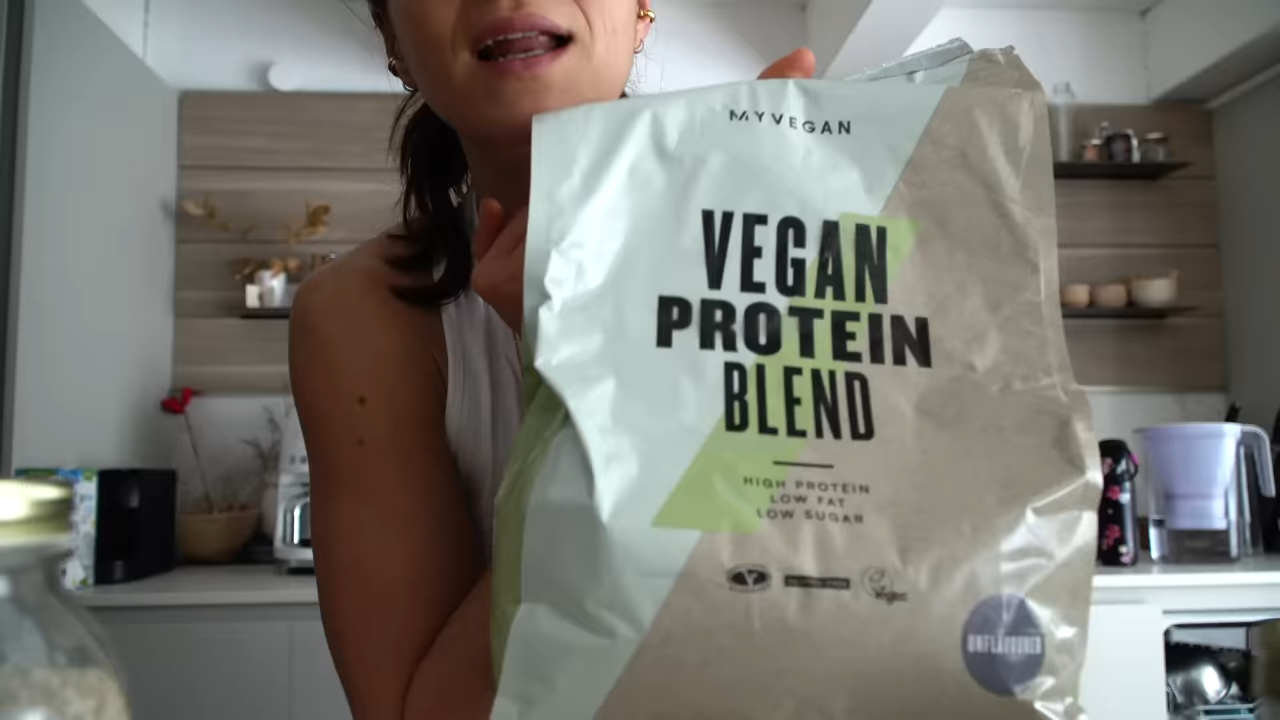 MYVEGAN
VEGAN
PROTEIN
BLEND
HIGH PROTEIN
LOW FAT
LOW SUGAR
Vegan
UNFLAVOURED